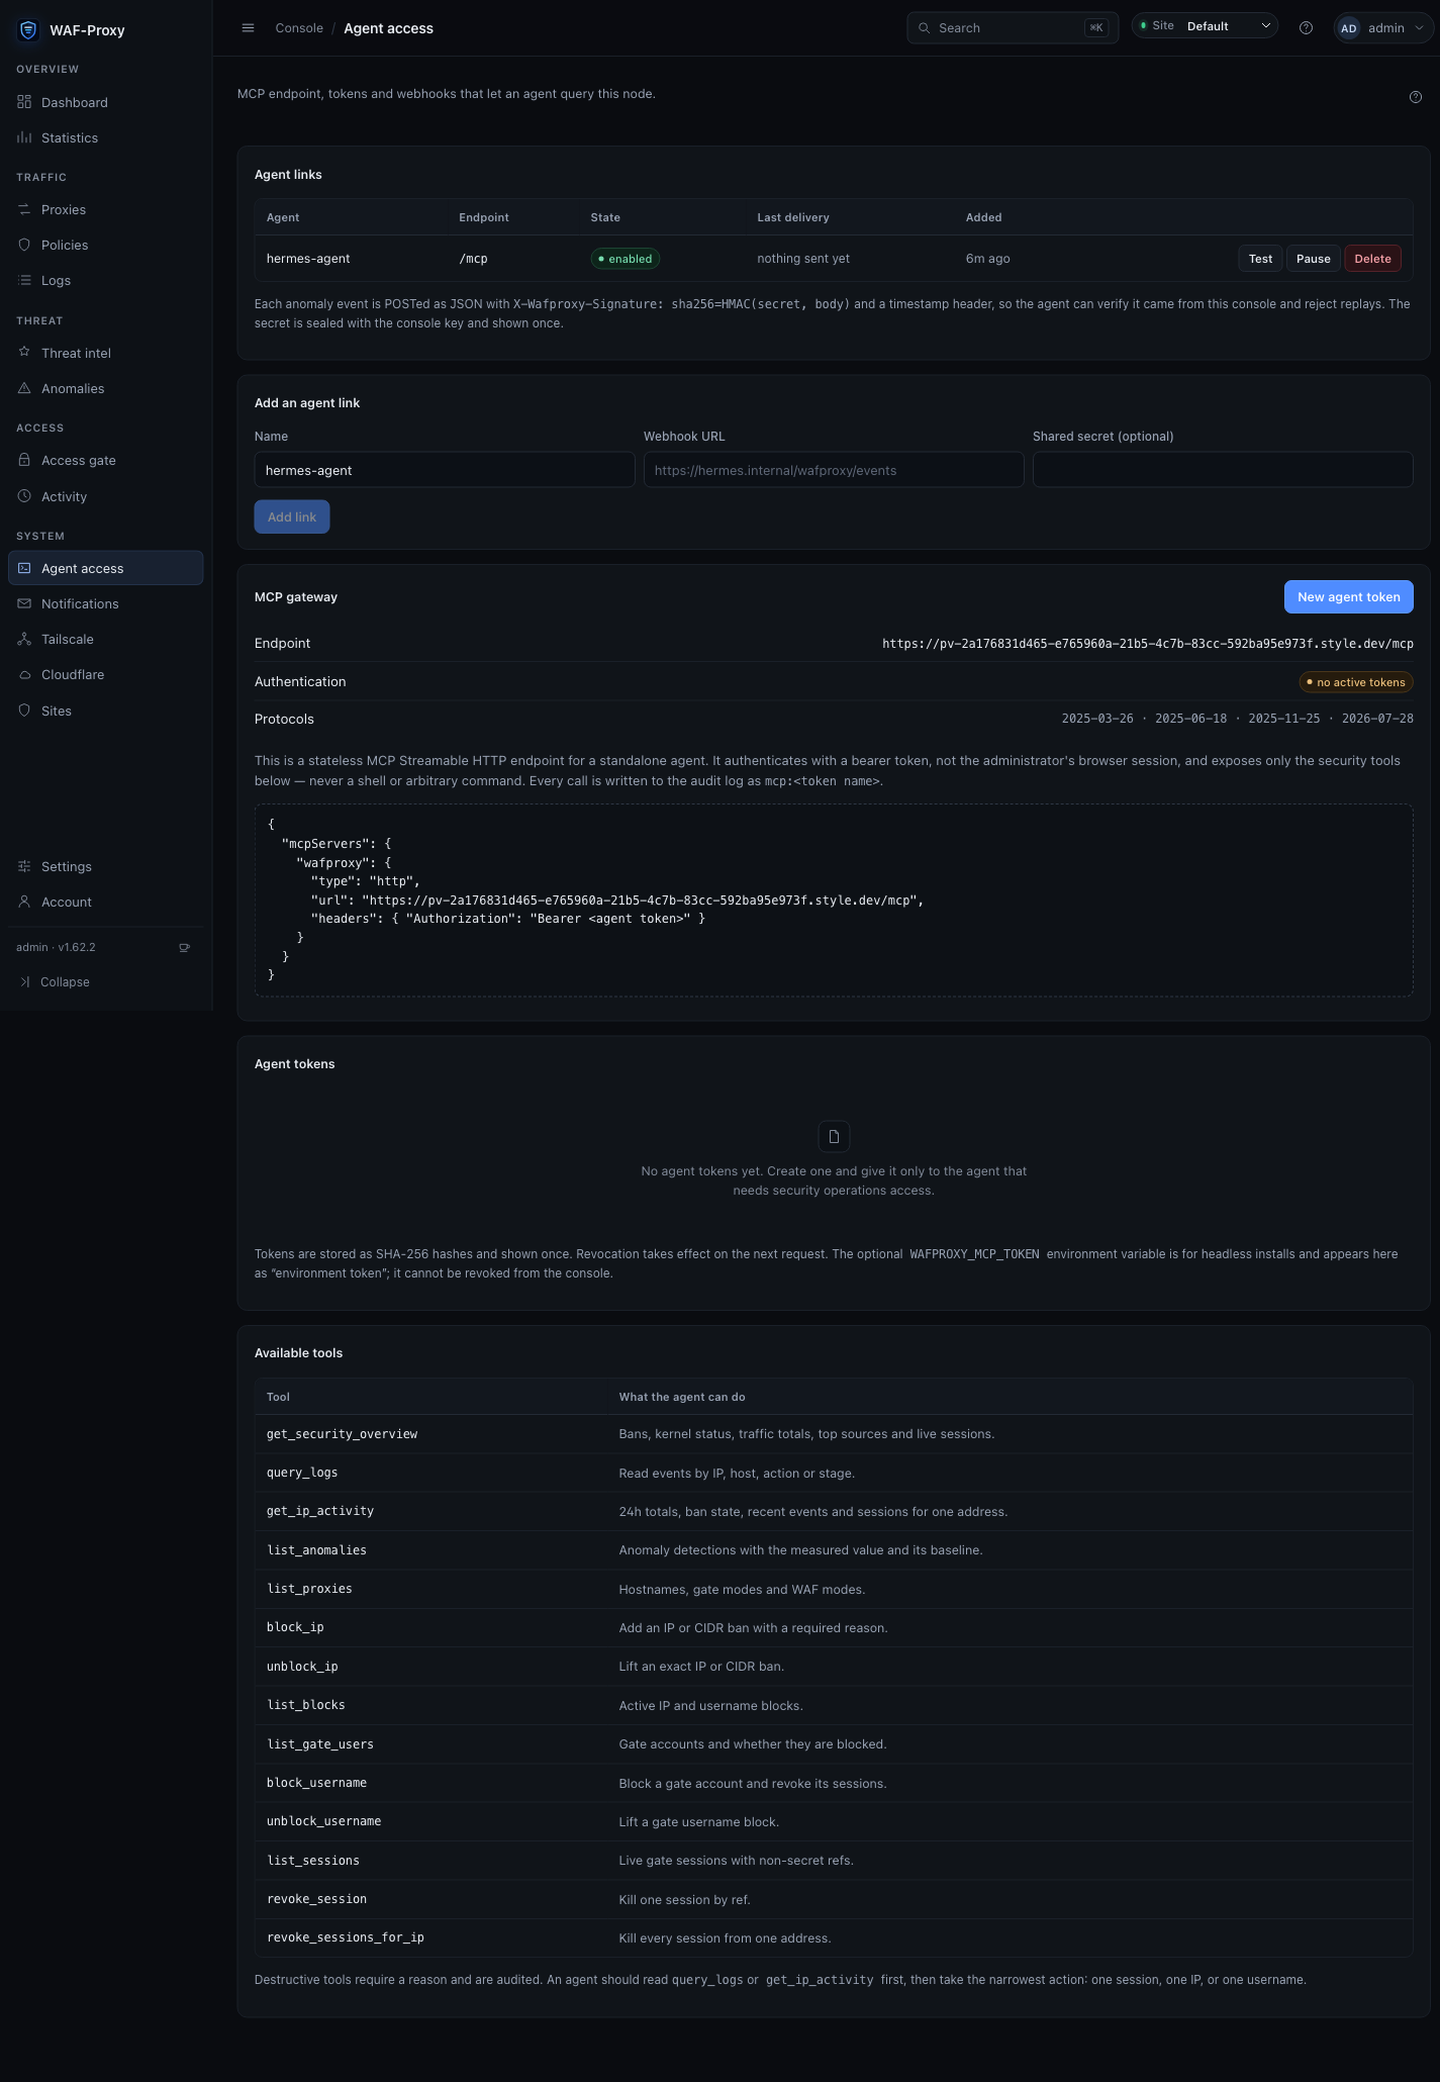 WAF-Proxy
OVERVIEW
Dashboard
Statistics
TRAFFIC
Proxies
Policies
Logs
THREAT
Threat intel
Anomalies
ACCESS
Access gate
Activity
SYSTEM
Agent access
Notifications
Tailscale
Cloudflare
Sites
Settings
Account
admin · v1.62.2
Collapse
Console / Agent access
Search ⌘K
Site Default
AD admin
MCP endpoint, tokens and webhooks that let an agent query this node.
Agent links
Agent Endpoint State Last delivery Added
hermes-agent /mcp enabled nothing sent yet 6m ago Test Pause Delete
Each anomaly event is POSTed as JSON with X-Wafproxy-Signature: sha256=HMAC(secret, body) and a timestamp header, so the agent can verify it came from this console and reject replays. The
secret is sealed with the console key and shown once.
Add an agent link
Name Webhook URL Shared secret (optional)
hermes-agent https://hermes.internal/wafproxy/events
Add link
MCP gateway New agent token
Endpoint https://pv-2a176831d465-e765960a-21b5-4c7b-83cc-592ba95e973f.style.dev/mcp
Authentication no active tokens
Protocols 2025-03-26 · 2025-06-18 · 2025-11-25 · 2026-07-28
This is a stateless MCP Streamable HTTP endpoint for a standalone agent. It authenticates with a bearer token, not the administrator's browser session, and exposes only the security tools
below — never a shell or arbitrary command. Every call is written to the audit log as mcp:<token name>.
{
"mcpServers": {
"wafproxy": {
"type": "http",
"url": "https://pv-2a176831d465-e765960a-21b5-4c7b-83cc-592ba95e973f.style.dev/mcp",
"headers": { "Authorization": "Bearer <agent token>" }
}
}
}
Agent tokens
No agent tokens yet. Create one and give it only to the agent that
needs security operations access.
Tokens are stored as SHA-256 hashes and shown once. Revocation takes effect on the next request. The optional WAFPROXY_MCP_TOKEN environment variable is for headless installs and appears here
as “environment token”; it cannot be revoked from the console.
Available tools
Tool What the agent can do
get_security_overview Bans, kernel status, traffic totals, top sources and live sessions.
query_logs Read events by IP, host, action or stage.
get_ip_activity 24h totals, ban state, recent events and sessions for one address.
list_anomalies Anomaly detections with the measured value and its baseline.
list_proxies Hostnames, gate modes and WAF modes.
block_ip Add an IP or CIDR ban with a required reason.
unblock_ip Lift an exact IP or CIDR ban.
list_blocks Active IP and username blocks.
list_gate_users Gate accounts and whether they are blocked.
block_username Block a gate account and revoke its sessions.
unblock_username Lift a gate username block.
list_sessions Live gate sessions with non-secret refs.
revoke_session Kill one session by ref.
revoke_sessions_for_ip Kill every session from one address.
Destructive tools require a reason and are audited. An agent should read query_logs or get_ip_activity first, then take the narrowest action: one session, one IP, or one username.